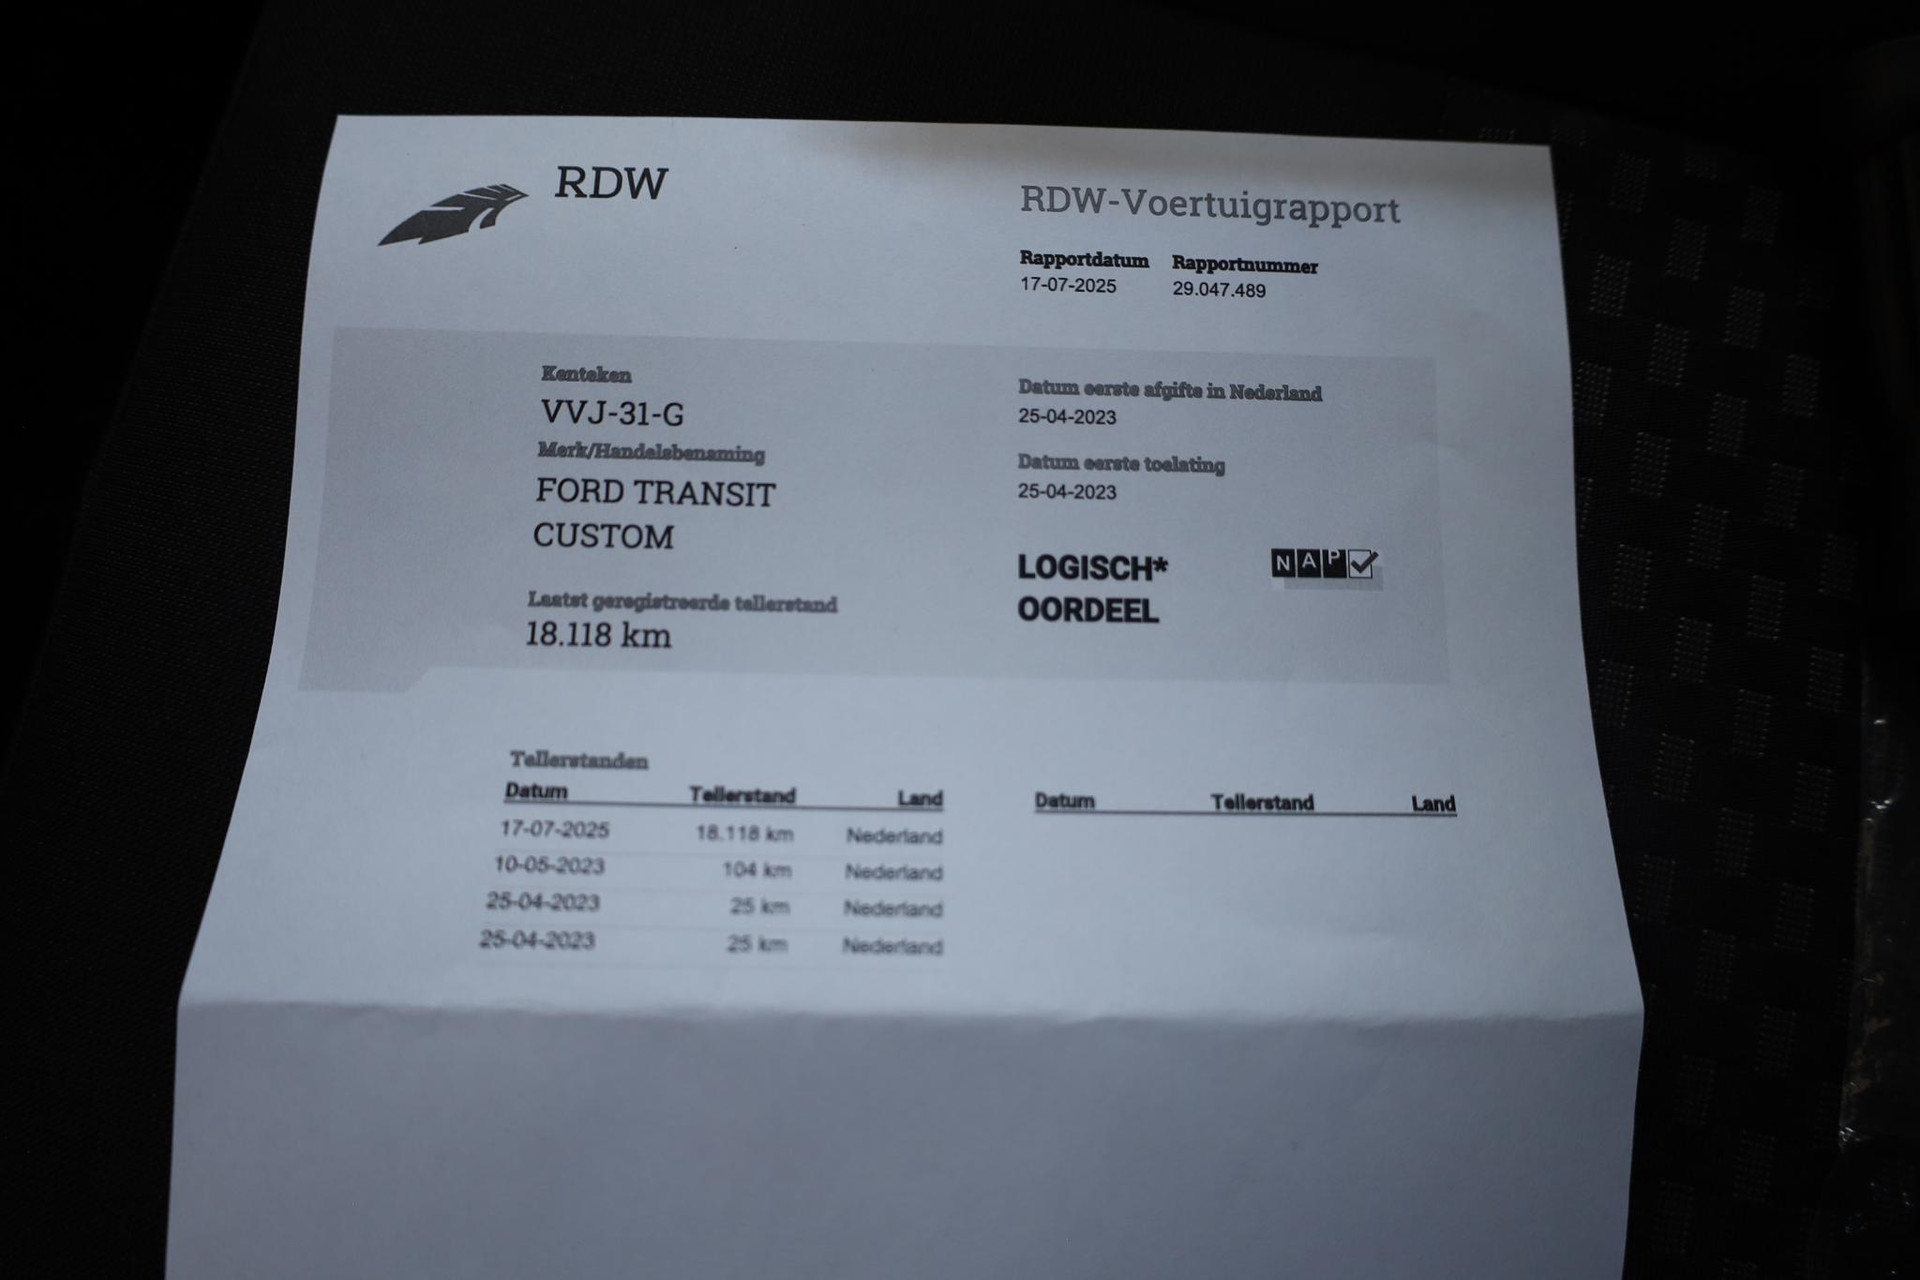 RDW
RDW-Voertuigrapport
Rapportdatum Rapportnummer
17-07-2025 29.047.489
Kenteken
VVJ-31-G
Merk/Handelsbenaming
FORD TRANSIT
CUSTOM
Laatst geregistreerde tellerstand
18.118 km
Datum eerste afgifte in Nederland
25-04-2023
Datum eerste toelating
25-04-2023
LOGISCH*
OORDEEL
NAP
Tellerstanden
Datum Tellerstand Land
17-07-2025 18.118 km Nederland
10-05-2023 104 km Nederland
25-04-2023 25 km Nederland
25-04-2023 25 km Nederland
Datum Tellerstand Land